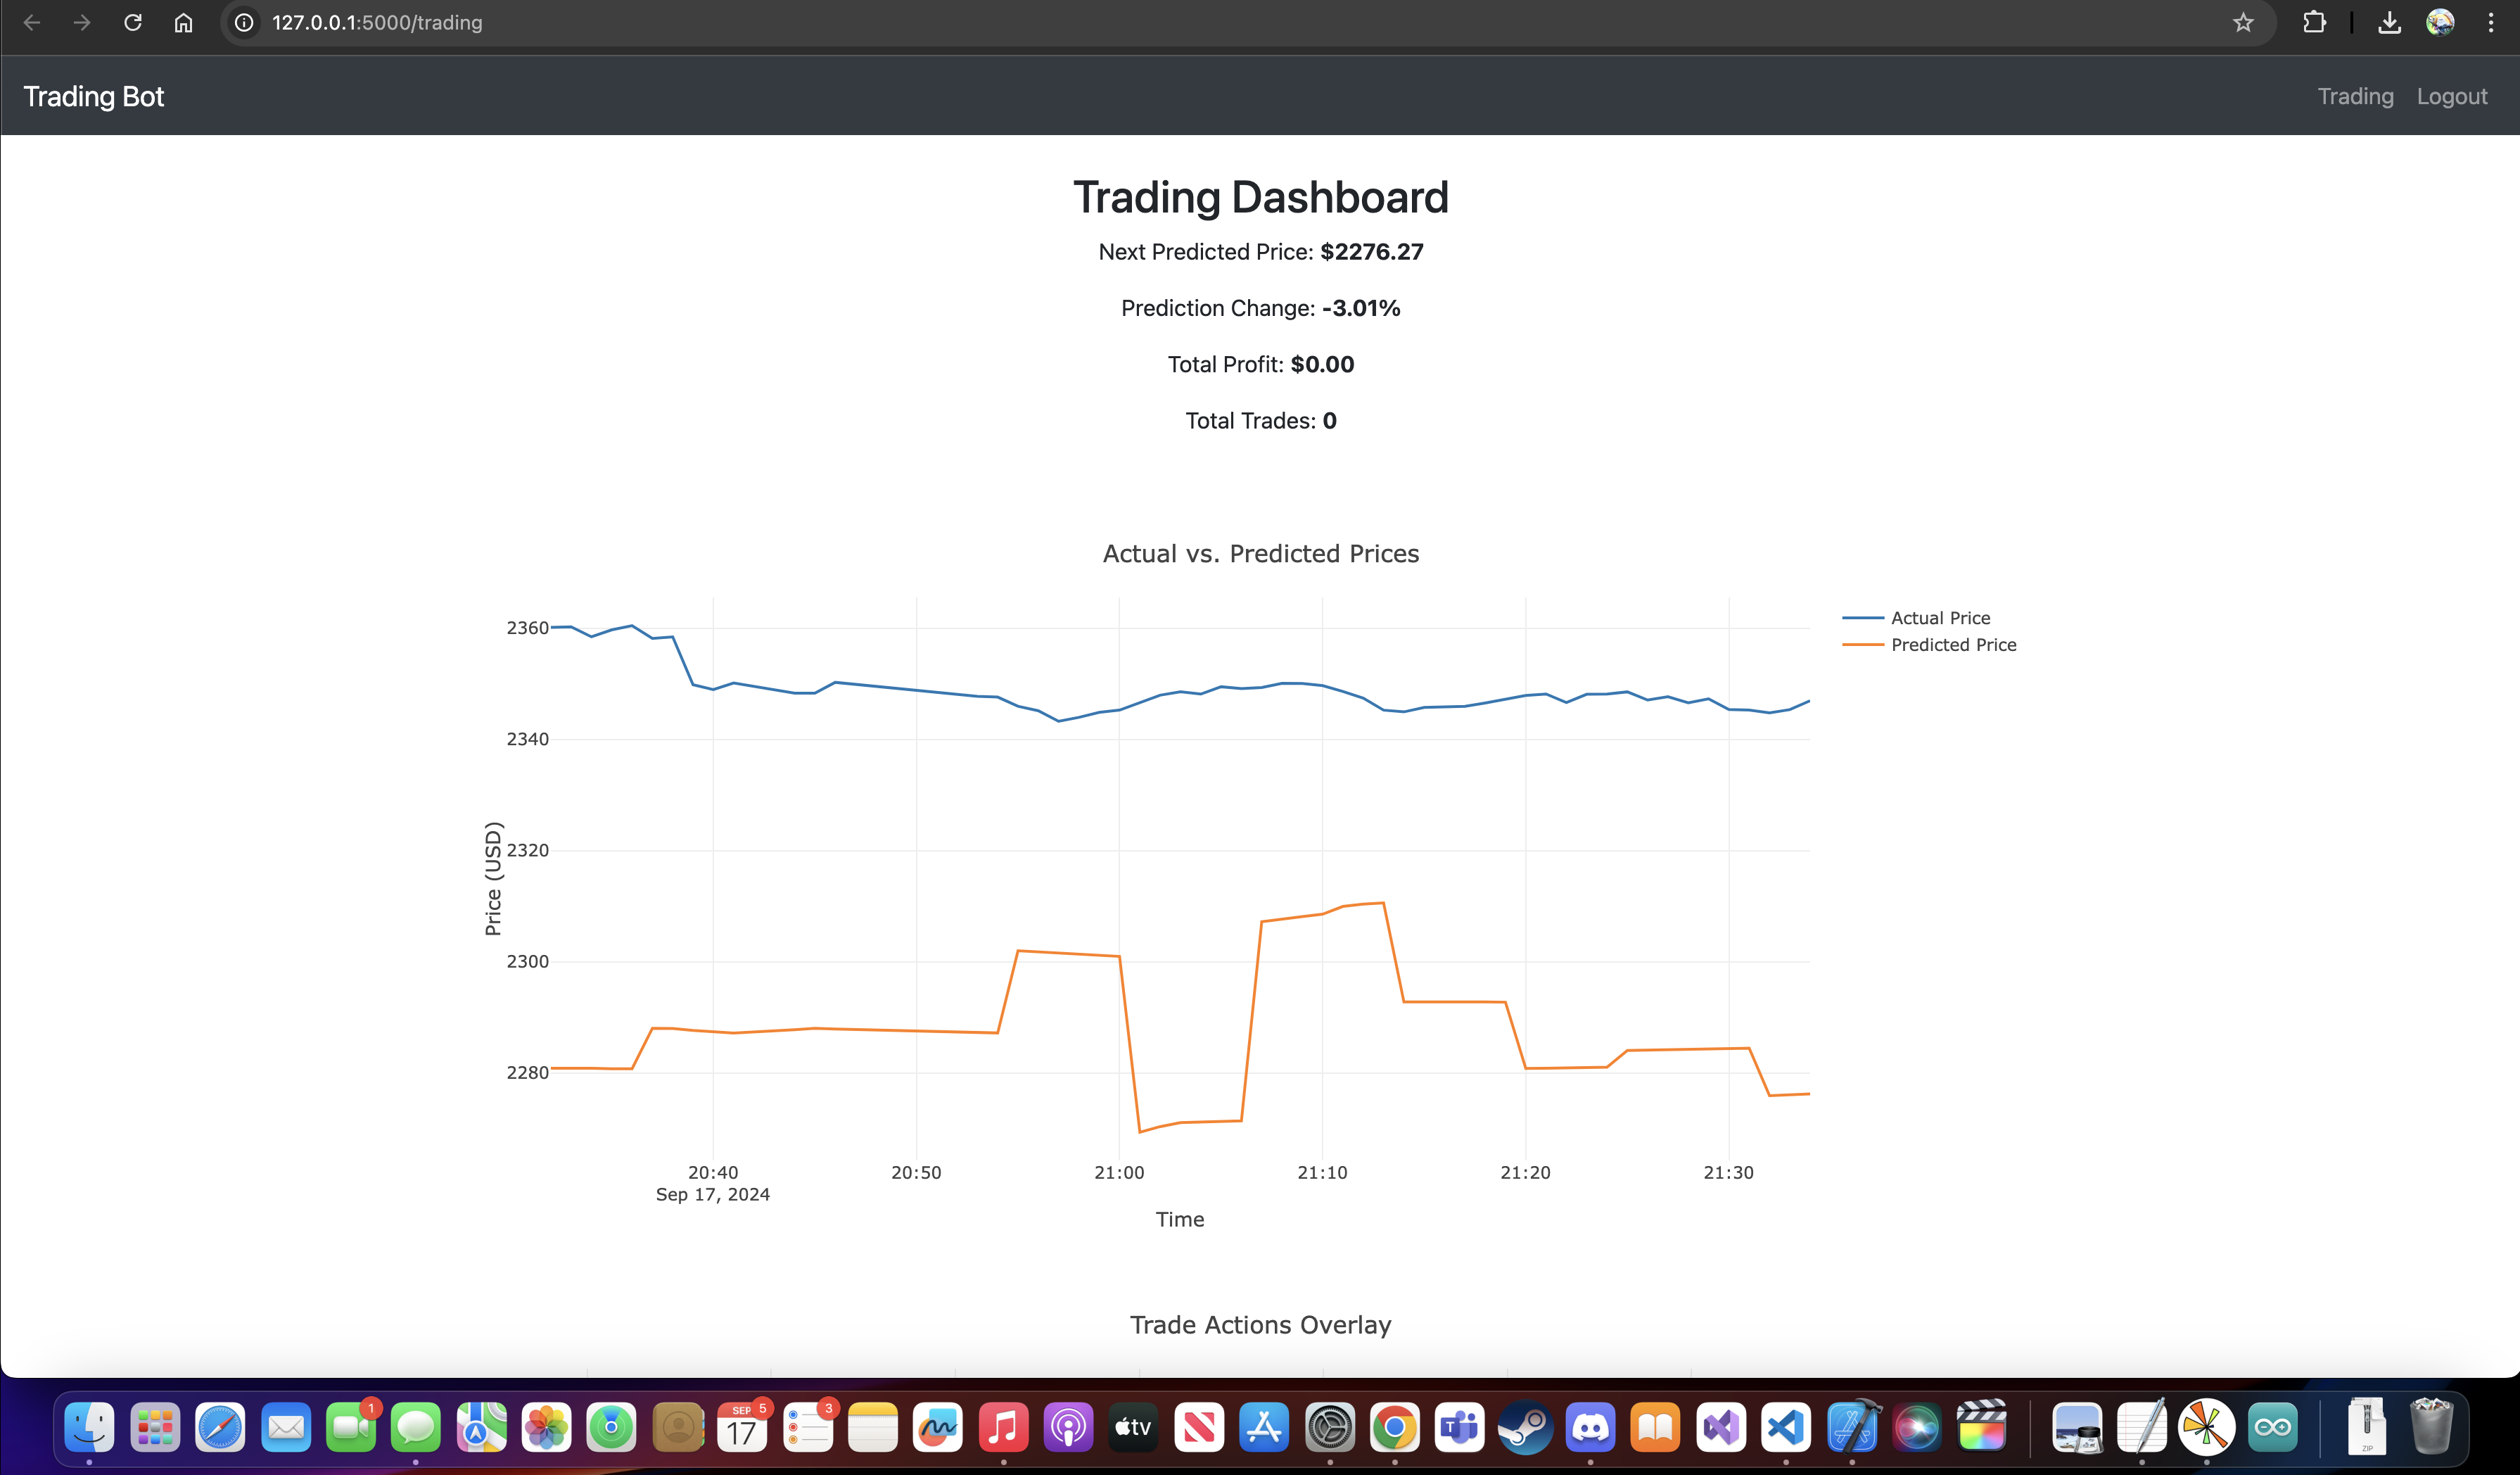 127.0.0.1:5000/trading
Trading Bot
Trading
Logout
Trading Dashboard
Next Predicted Price: $2276.27
Prediction Change: -3.01%
Total Profit: $0.00
Total Trades: 0
Actual vs. Predicted Prices
Actual Price
Predicted Price
2360
2340
2320
2300
2280
Price (USD)
20:40
20:50
21:00
21:10
21:20
21:30
Sep 17, 2024
Time
Trade Actions Overlay
1
SEP
5
17
3
tv
T
ZIP